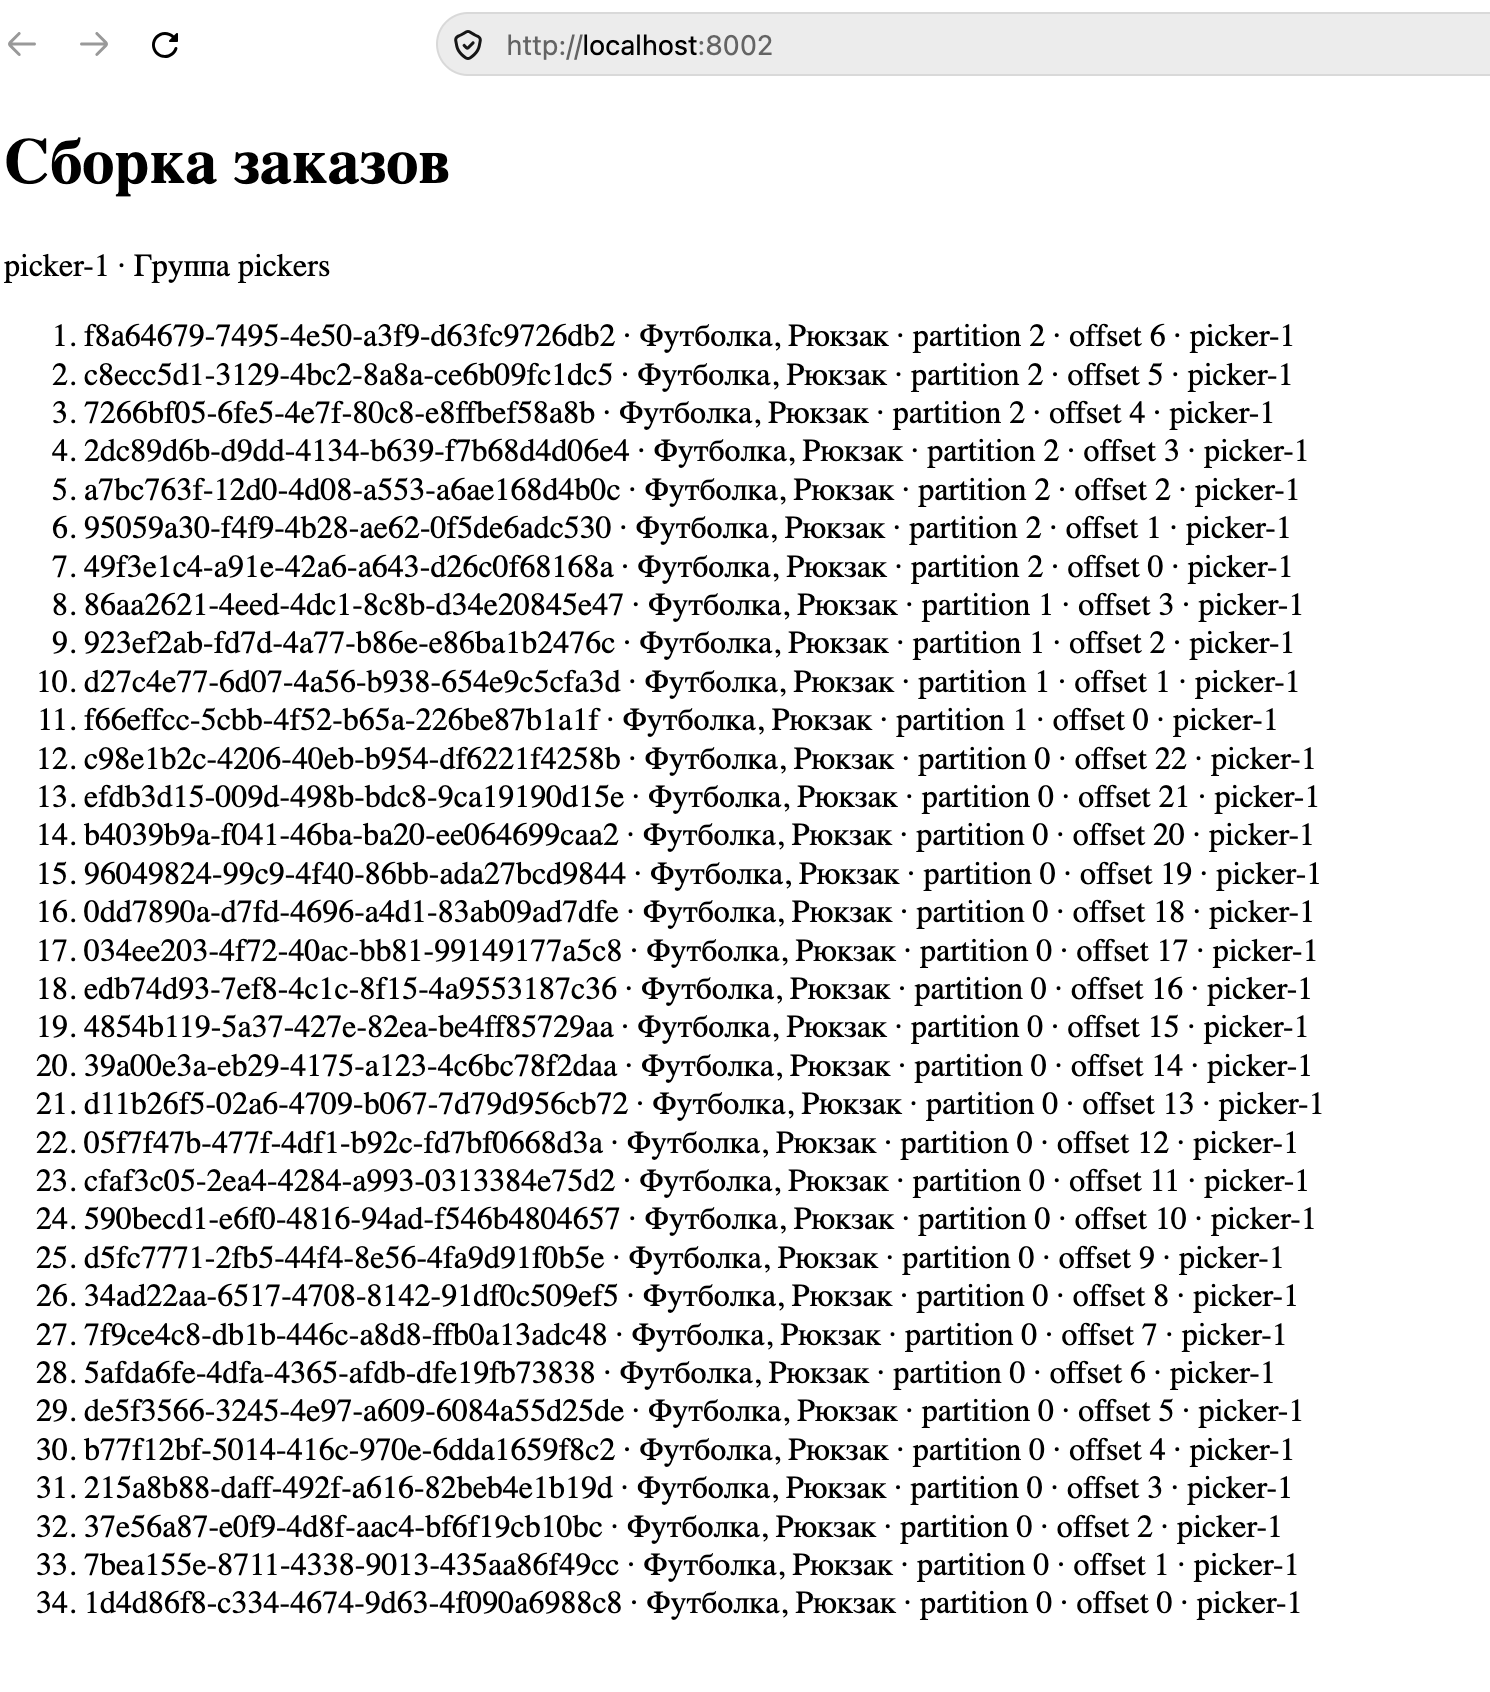 http://localhost:8002
Сборка заказов
picker-1 · Группа pickers
1. f8a64679-7495-4e50-a3f9-d63fc9726db2 · Футболка, Рюкзак · partition 2 · offset 6 · picker-1
2. c8ecc5d1-3129-4bc2-8a8a-ce6b09fc1dc5 · Футболка, Рюкзак · partition 2 · offset 5 · picker-1
3. 7266bf05-6fe5-4e7f-80c8-e8ffbef58a8b · Футболка, Рюкзак · partition 2 · offset 4 · picker-1
4. 2dc89d6b-d9dd-4134-b639-f7b68d4d06e4 · Футболка, Рюкзак · partition 2 · offset 3 · picker-1
5. a7bc763f-12d0-4d08-a553-a6ae168d4b0c · Футболка, Рюкзак · partition 2 · offset 2 · picker-1
6. 95059a30-f4f9-4b28-ae62-0f5de6adc530 · Футболка, Рюкзак · partition 2 · offset 1 · picker-1
7. 49f3e1c4-a91e-42a6-a643-d26c0f68168a · Футболка, Рюкзак · partition 2 · offset 0 · picker-1
8. 86aa2621-4eed-4dc1-8c8b-d34e20845e47 · Футболка, Рюкзак · partition 1 · offset 3 · picker-1
9. 923ef2ab-fd7d-4a77-b86e-e86ba1b2476c · Футболка, Рюкзак · partition 1 · offset 2 · picker-1
10. d27c4e77-6d07-4a56-b938-654e9c5cfa3d · Футболка, Рюкзак · partition 1 · offset 1 · picker-1
11. f66effcc-5cbb-4f52-b65a-226be87b1a1f · Футболка, Рюкзак · partition 1 · offset 0 · picker-1
12. c98e1b2c-4206-40eb-b954-df6221f4258b · Футболка, Рюкзак · partition 0 · offset 22 · picker-1
13. efdb3d15-009d-498b-bdc8-9ca19190d15e · Футболка, Рюкзак · partition 0 · offset 21 · picker-1
14. b4039b9a-f041-46ba-ba20-ee064699caa2 · Футболка, Рюкзак · partition 0 · offset 20 · picker-1
15. 96049824-99c9-4f40-86bb-ada27bcd9844 · Футболка, Рюкзак · partition 0 · offset 19 · picker-1
16. 0dd7890a-d7fd-4696-a4d1-83ab09ad7dfe · Футболка, Рюкзак · partition 0 · offset 18 · picker-1
17. 034ee203-4f72-40ac-bb81-99149177a5c8 · Футболка, Рюкзак · partition 0 · offset 17 · picker-1
18. edb74d93-7ef8-4c1c-8f15-4a9553187c36 · Футболка, Рюкзак · partition 0 · offset 16 · picker-1
19. 4854b119-5a37-427e-82ea-be4ff85729aa · Футболка, Рюкзак · partition 0 · offset 15 · picker-1
20. 39a00e3a-eb29-4175-a123-4c6bc78f2daa · Футболка, Рюкзак · partition 0 · offset 14 · picker-1
21. d11b26f5-02a6-4709-b067-7d79d956cb72 · Футболка, Рюкзак · partition 0 · offset 13 · picker-1
22. 05f7f47b-477f-4df1-b92c-fd7bf0668d3a · Футболка, Рюкзак · partition 0 · offset 12 · picker-1
23. cfaf3c05-2ea4-4284-a993-0313384e75d2 · Футболка, Рюкзак · partition 0 · offset 11 · picker-1
24. 590becd1-e6f0-4816-94ad-f546b4804657 · Футболка, Рюкзак · partition 0 · offset 10 · picker-1
25. d5fc7771-2fb5-44f4-8e56-4fa9d91f0b5e · Футболка, Рюкзак · partition 0 · offset 9 · picker-1
26. 34ad22aa-6517-4708-8142-91df0c509ef5 · Футболка, Рюкзак · partition 0 · offset 8 · picker-1
27. 7f9ce4c8-db1b-446c-a8d8-ffb0a13adc48 · Футболка, Рюкзак · partition 0 · offset 7 · picker-1
28. 5afda6fe-4dfa-4365-afdb-dfe19fb73838 · Футболка, Рюкзак · partition 0 · offset 6 · picker-1
29. de5f3566-3245-4e97-a609-6084a55d25de · Футболка, Рюкзак · partition 0 · offset 5 · picker-1
30. b77f12bf-5014-416c-970e-6dda1659f8c2 · Футболка, Рюкзак · partition 0 · offset 4 · picker-1
31. 215a8b88-daff-492f-a616-82beb4e1b19d · Футболка, Рюкзак · partition 0 · offset 3 · picker-1
32. 37e56a87-e0f9-4d8f-aac4-bf6f19cb10bc · Футболка, Рюкзак · partition 0 · offset 2 · picker-1
33. 7bea155e-8711-4338-9013-435aa86f49cc · Футболка, Рюкзак · partition 0 · offset 1 · picker-1
34. 1d4d86f8-c334-4674-9d63-4f090a6988c8 · Футболка, Рюкзак · partition 0 · offset 0 · picker-1